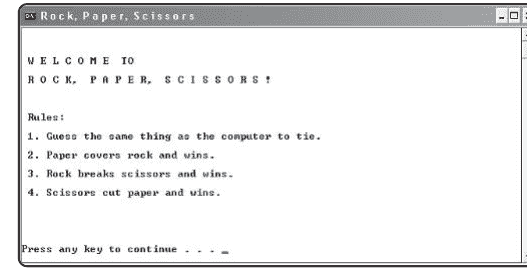 Rock, Paper, Scissors
W E L C O M E TO
R O C K, P A P E R, S C I S S O R S !
Rules:
1. Guess the same thing as the computer to tie.
2. Paper covers rock and wins.
3. Rock breaks scissors and wins.
4. Scissors cut paper and wins.
Press any key to continue . . . _